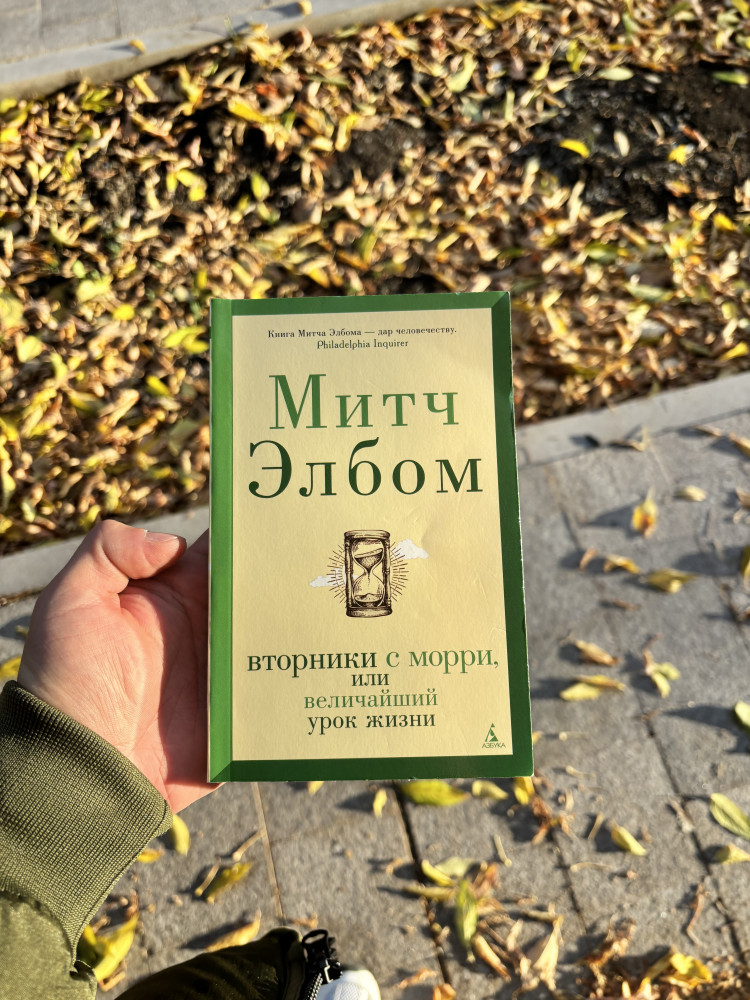 Книга Митча Элбома — дар человечеству.
Philadelphia Inquirer
Митч
Элбом
вторники с морри,
или
величайший
урок жизни
АЗБУКА